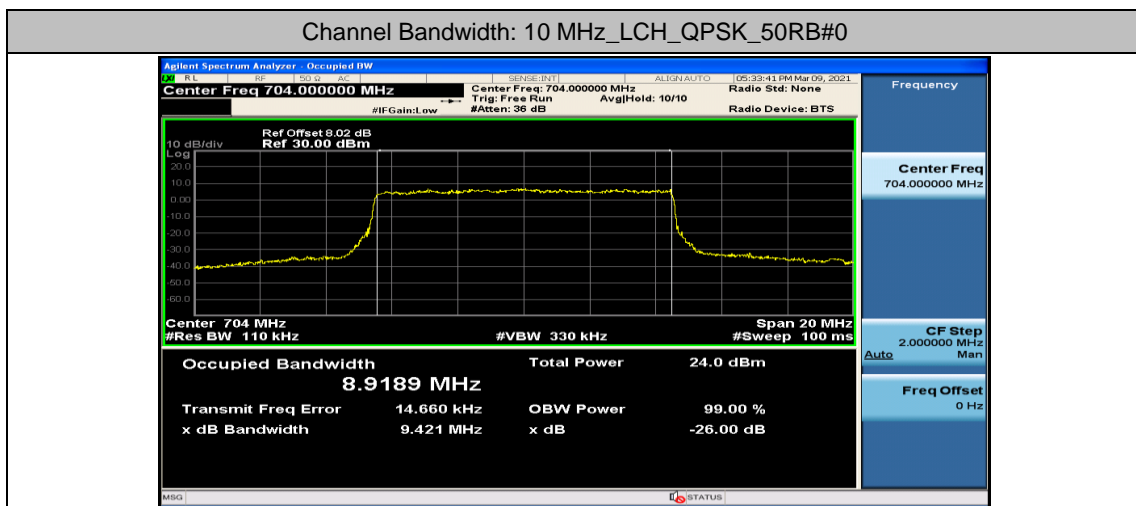 Channel Bandwidth: 10 MHz_LCH_QPSK_50RB#0
Agilent Spectrum Analyzer - Occupied BW
LXI RL RF 50 Ω AC SENSE:INT ALIGN AUTO 05:33:41 PM Mar 09, 2021
Center Freq 704.000000 MHz Center Freq: 704.000000 MHz Radio Std: None Frequency
Trig: Free Run Avg|Hold: 10/10
#IFGain:Low #Atten: 36 dB Radio Device: BTS
Ref Offset 8.02 dB
10 dB/div Ref 30.00 dBm
Log
20.0
10.0
0.00
-10.0
-20.0
-30.0
-40.0
-50.0
-60.0
Center Freq
704.000000 MHz
Center 704 MHz Span 20 MHz
#Res BW 110 kHz #VBW 330 kHz #Sweep 100 ms
CF Step
2.000000 MHz
Auto Man
Occupied Bandwidth Total Power 24.0 dBm
8.9189 MHz
Freq Offset
0 Hz
Transmit Freq Error 14.660 kHz OBW Power 99.00 %
x dB Bandwidth 9.421 MHz x dB -26.00 dB
MSG STATUS